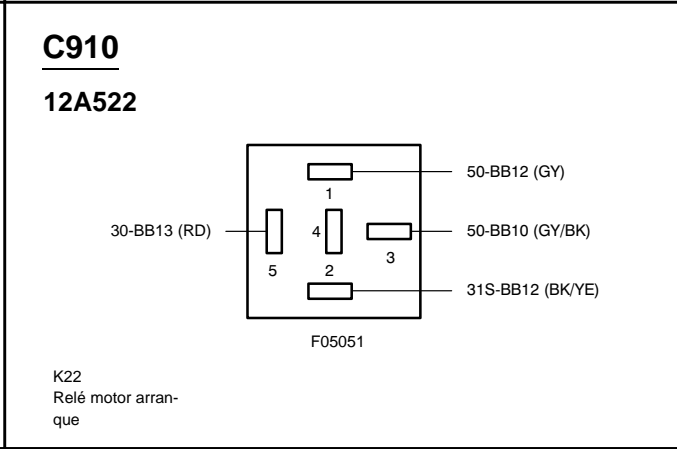 C910
12A522
50-BB12 (GY)
1
30-BB13 (RD)
4
50-BB10 (GY/BK)
5
2
3
31S-BB12 (BK/YE)
F05051
K22
Relé motor arran-
que